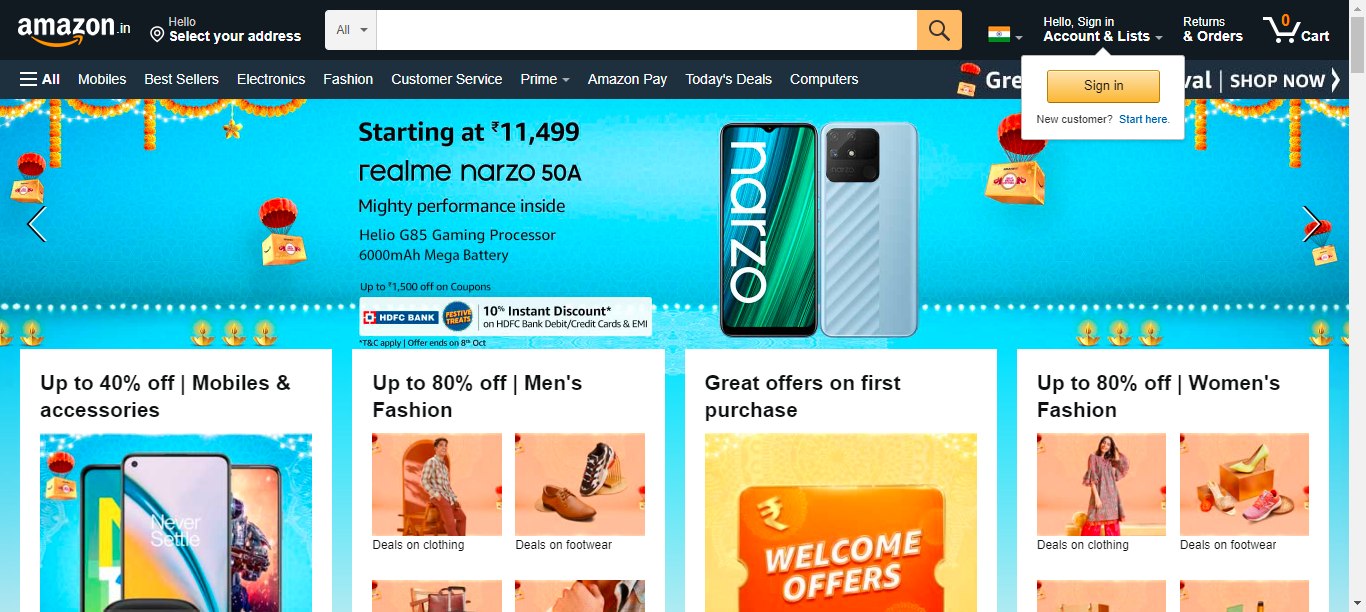 amazon.in
Hello
Select your address
All
Hello, Sign in
Account & Lists
Returns
& Orders
0
Cart
All
Mobiles
Best Sellers
Electronics
Fashion
Customer Service
Prime
Amazon Pay
Today's Deals
Computers
Gre
val | SHOP NOW
Sign in
New customer? Start here.
Starting at ₹11,499
realme narzo 50A
Mighty performance inside
Helio G85 Gaming Processor
6000mAh Mega Battery
Up to ₹1,500 off on Coupons
HDFC BANK
FESTIVE
TREATS
10% Instant Discount*
on HDFC Bank Debit/Credit Cards & EMI
*T&C apply | Offer ends on 8th Oct
narzo
narzo
Up to 40% off | Mobiles &
accessories
Never
Settle
Up to 80% off | Men's
Fashion
Deals on clothing
Deals on footwear
Great offers on first
purchase
₹
WELCOME
OFFERS
Up to 80% off | Women's
Fashion
Deals on clothing
Deals on footwear